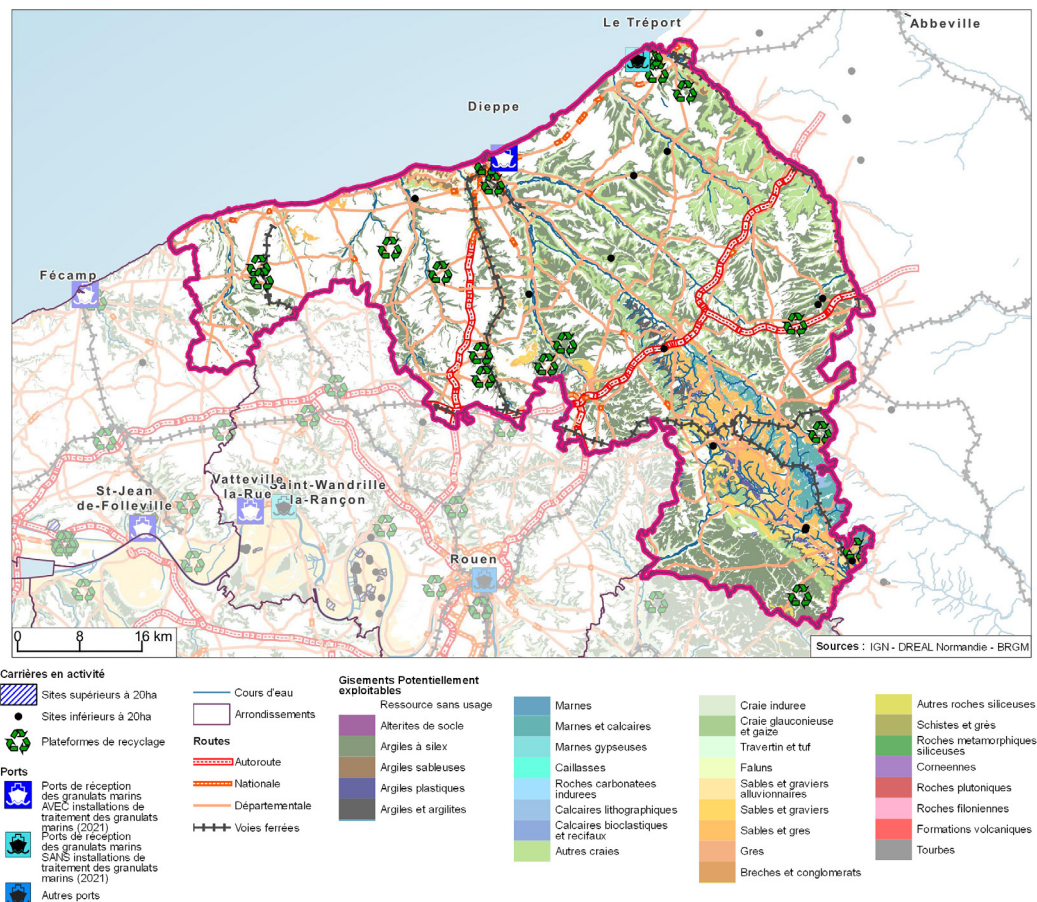 Le Tréport
Abbeville
Dieppe
Fécamp
St-Jean
de-Folleville
Vatteville
la-Rue
Saint-Wandrille
la-Rançon
Rouen
0 8 16 km
Sources : IGN - DREAL Normandie - BRGM
Carrières en activité
Sites supérieurs à 20ha
Sites inférieurs à 20ha
Plateformes de recyclage
Ports
Ports de réception
des granulats marins
AVEC installations de
traitement des granulats
marins (2021)
Ports de réception
des granulats marins
SANS installations de
traitement des granulats
marins (2021)
Autres ports
Cours d'eau
Arrondissements
Routes
Autoroute
Nationale
Départementale
Voies ferrées
Gisements Potentiellement
exploitables
Ressource sans usage
Alterites de socle
Argiles à silex
Argiles sableuses
Argiles plastiques
Argiles et argilites
Marnes
Marnes et calcaires
Marnes gypseuses
Caillasses
Roches carbonatees
indurees
Calcaires lithographiques
Calcaires bioclastiques
et recifaux
Autres craies
Craie induree
Craie glauconieuse
et gaize
Travertin et tuf
Faluns
Sables et graviers
alluvionnaires
Sables et graviers
Sables et gres
Gres
Breches et conglomerats
Autres roches siliceuses
Schistes et grès
Roches metamorphiques
siliceuses
Corneennes
Roches plutoniques
Roches filoniennes
Formations volcaniques
Tourbes